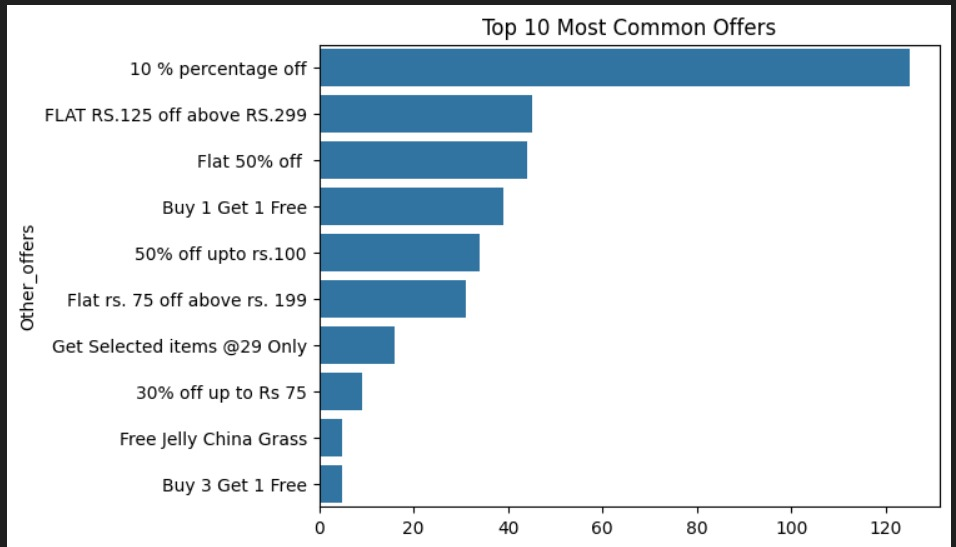 Top 10 Most Common Offers
10 % percentage off
FLAT RS.125 off above RS.299
Flat 50% off
Buy 1 Get 1 Free
50% off upto rs.100
Flat rs. 75 off above rs. 199
Get Selected items @29 Only
30% off up to Rs 75
Free Jelly China Grass
Buy 3 Get 1 Free
Other_offers
0 20 40 60 80 100 120